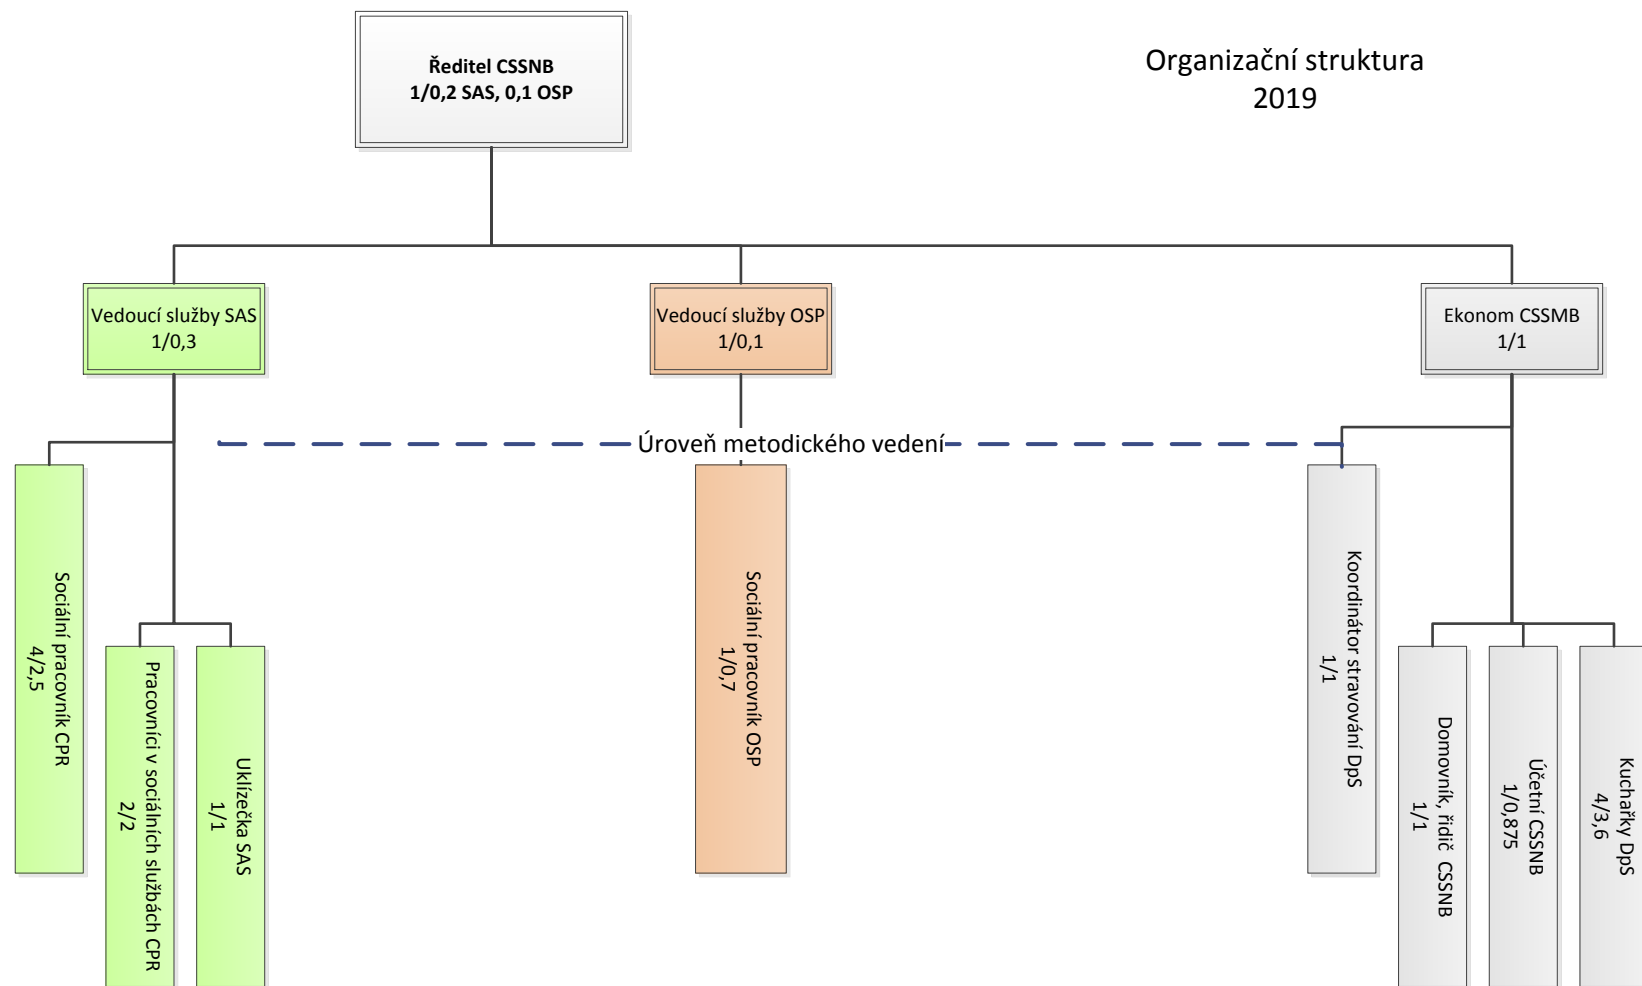 Ředitel CSSNB
1/0,2 SAS, 0,1 OSP
Organizační struktura
2019
Vedoucí služby SAS
1/0,3
Vedoucí služby OSP
1/0,1
Ekonom CSSMB
1/1
Úroveň metodického vedení
Sociální pracovník CPR
4/2,5
Pracovníci v sociálních službách CPR
2/2
Uklízečka SAS
1/1
Sociální pracovník OSP
1/0,7
Koordinátor stravování DpS
1/1
Domovník, řidič CSSNB
1/1
Účetní CSSNB
1/0,875
Kuchařky DpS
4/3,6